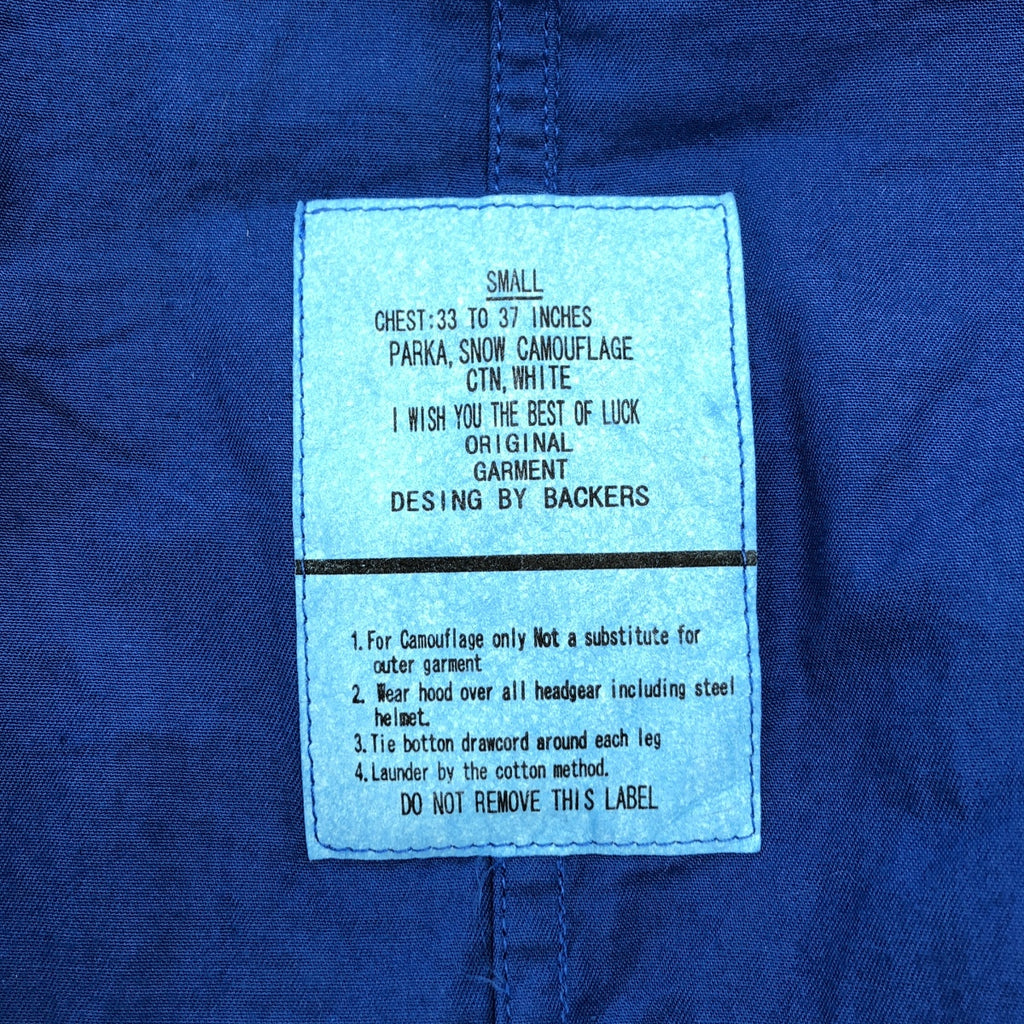 SMALL
CHEST:33 TO 37 INCHES
PARKA, SNOW CAMOUFLAGE
CTN, WHITE
I WISH YOU THE BEST OF LUCK
ORIGINAL
GARMENT
DESING BY BACKERS
1. For Camouflage only Not a substitute for
outer garment
2. Wear hood over all headgear including steel
helmet.
3. Tie botton drawcord around each leg
4. Launder by the cotton method.
DO NOT REMOVE THIS LABEL